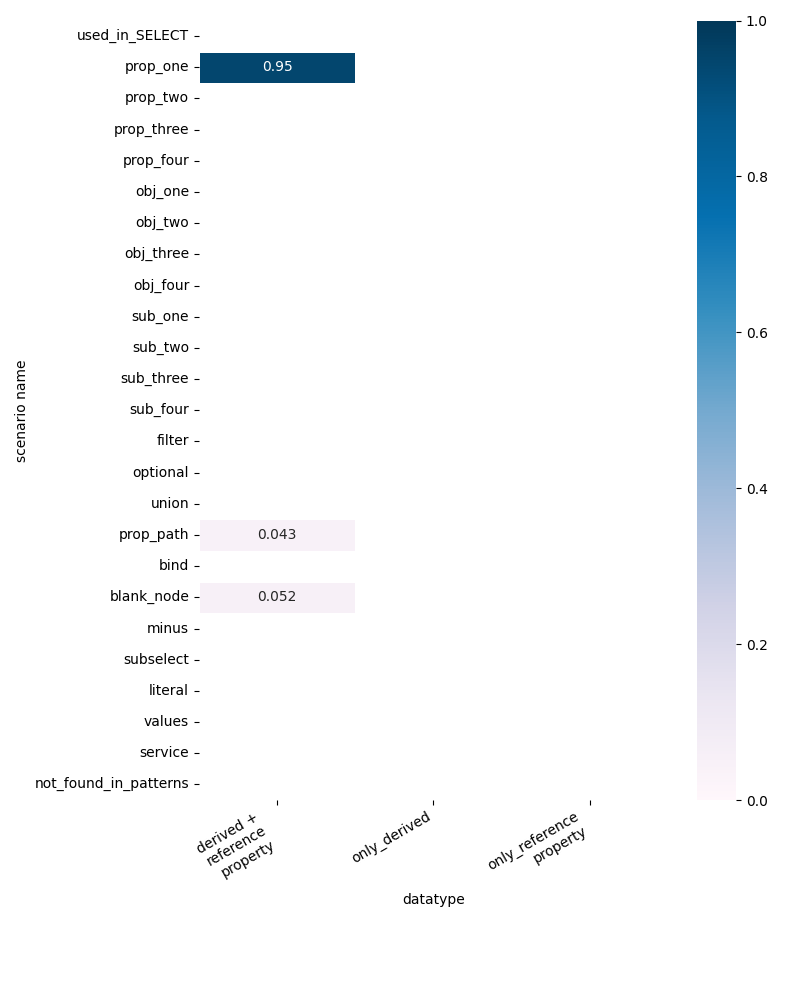 used_in_SELECT
prop_one
prop_two
prop_three
prop_four
obj_one
obj_two
obj_three
obj_four
sub_one
sub_two
sub_three
sub_four
filter
optional
union
prop_path
bind
blank_node
minus
subselect
literal
values
service
not_found_in_patterns
scenario name
0.95
0.043
0.052
derived +
reference
property
only_derived
only_reference
property
datatype
1.0
0.8
0.6
0.4
0.2
0.0